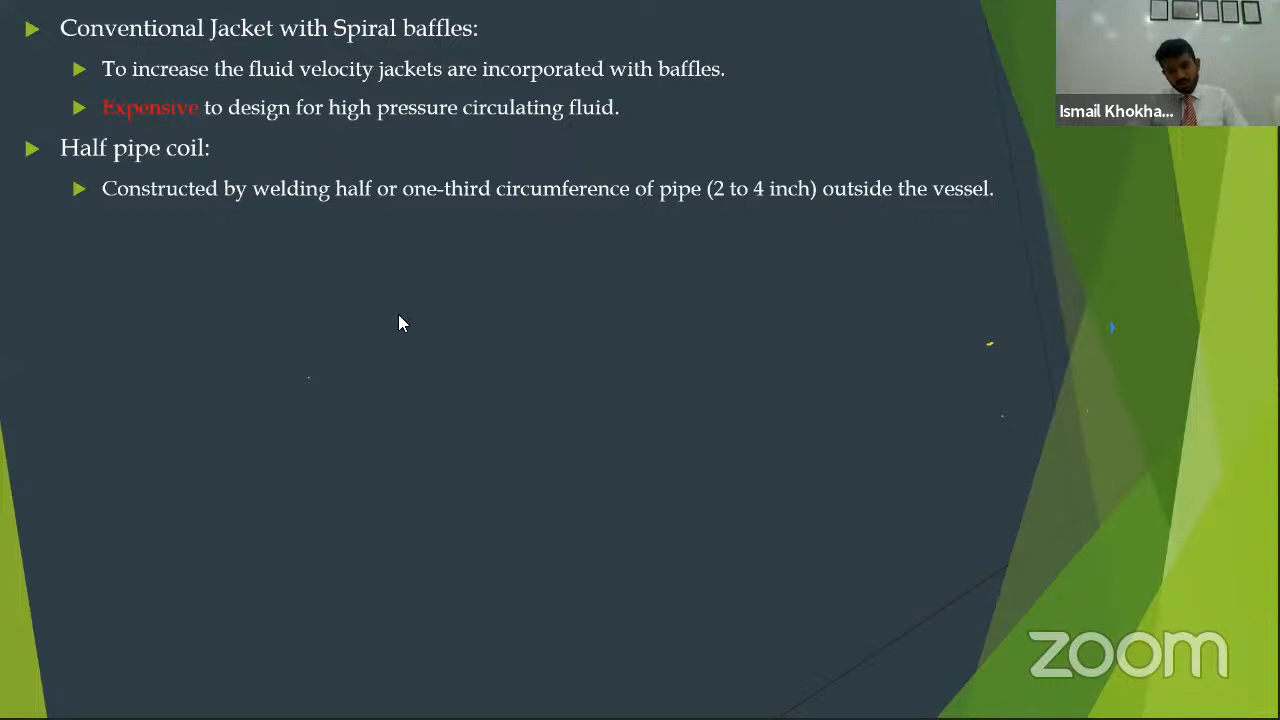 Conventional Jacket with Spiral baffles:
To increase the fluid velocity jackets are incorporated with baffles.
Expensive to design for high pressure circulating fluid.
Half pipe coil:
Constructed by welding half or one-third circumference of pipe (2 to 4 inch) outside the vessel.
Ismail Khokha...
zoom